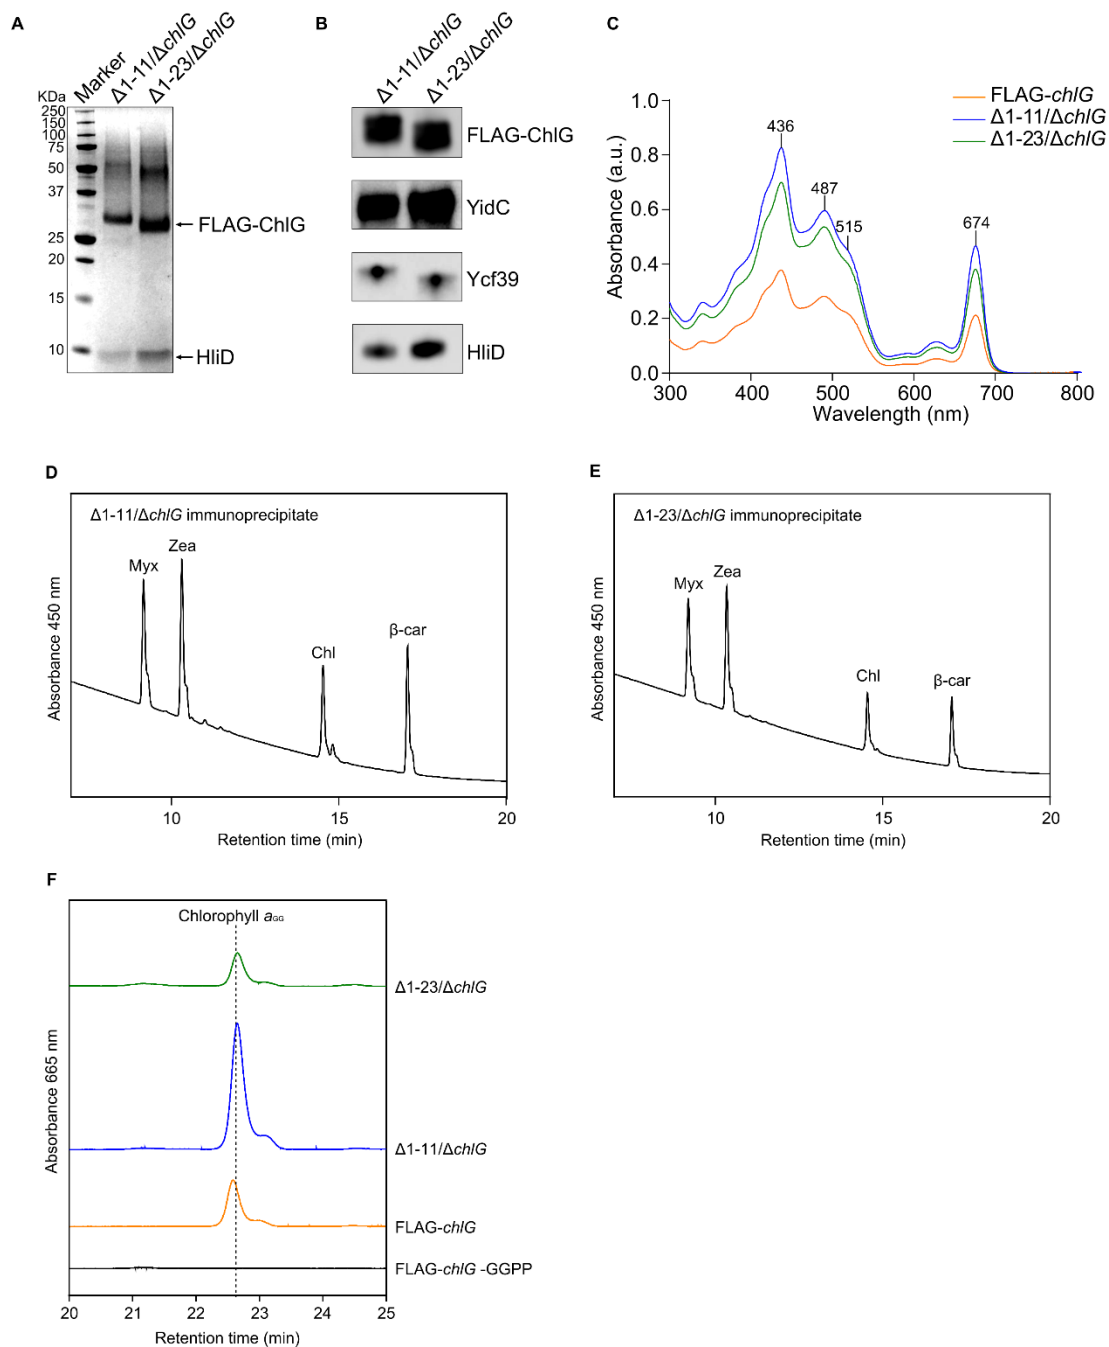 A
Marker
Δ1-11/ΔchlG
Δ1-23/ΔchlG
KDa
250
150
100
75
50
37
25
20
15
10
FLAG-ChlG
HliD
B
Δ1-11/ΔchlG
Δ1-23/ΔchlG
FLAG-ChlG
YidC
Ycf39
HliD
C
FLAG-chlG
Δ1-11/ΔchlG
Δ1-23/ΔchlG
Absorbance (a.u.)
1.0
0.8
0.6
0.4
0.2
0.0
436
487
515
674
300 400 500 600 700 800
Wavelength (nm)
D
Δ1-11/ΔchlG immunoprecipitate
Myx
Zea
Chl
β-car
Absorbance 450 nm
10 15 20
Retention time (min)
E
Δ1-23/ΔchlG immunoprecipitate
Myx
Zea
Chl
β-car
Absorbance 450 nm
10 15 20
Retention time (min)
F
Chlorophyll aGG
Δ1-23/ΔchlG
Δ1-11/ΔchlG
FLAG-chlG
FLAG-chlG -GGPP
Absorbance 665 nm
20 21 22 23 24 25
Retention time (min)